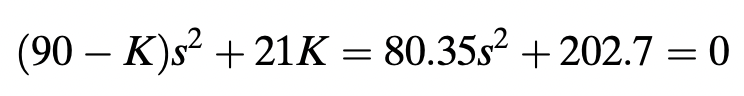 (90 − K)s² + 21K = 80.35s² + 202.7 = 0